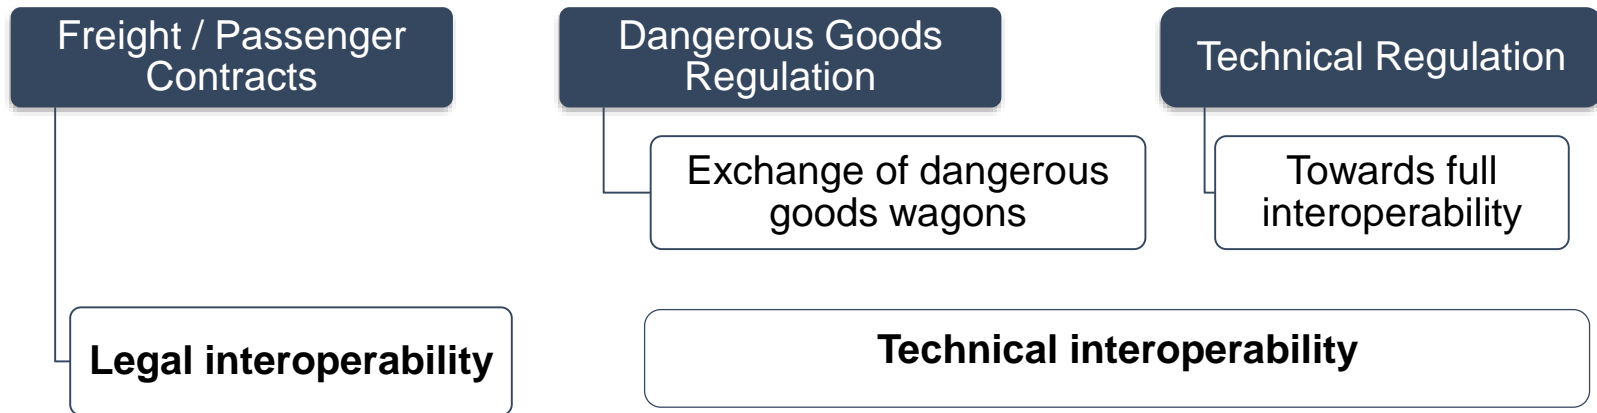 Freight / Passenger
Contracts
Dangerous Goods
Regulation
Technical Regulation
Exchange of dangerous
goods wagons
Towards full
interoperability
Legal interoperability
Technical interoperability